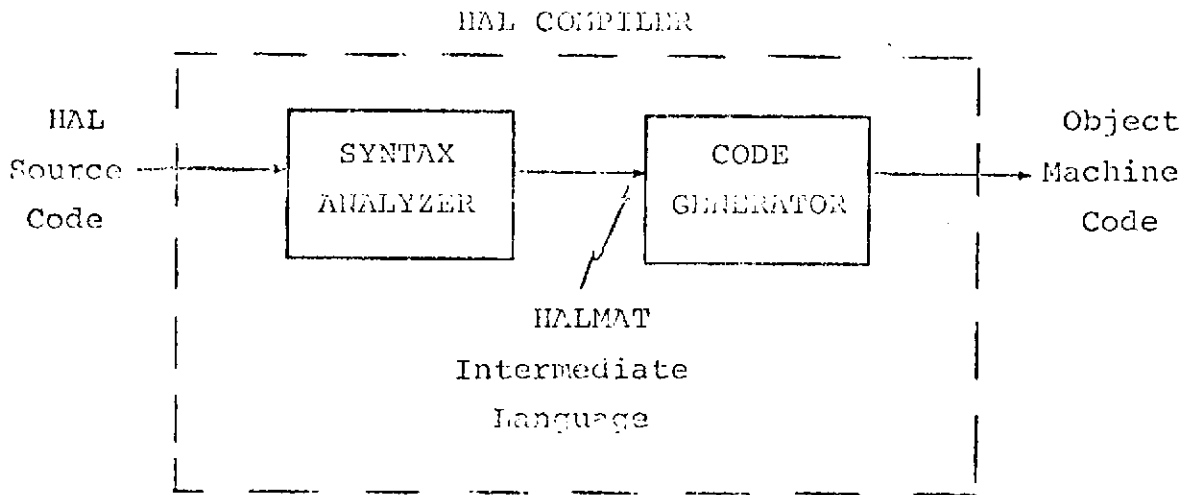 HAL COMPILER
HAL
Source
Code
SYNTAX
ANALYZER
CODE
GENERATOR
Object
Machine
Code
HALMAT
Intermediate
Language